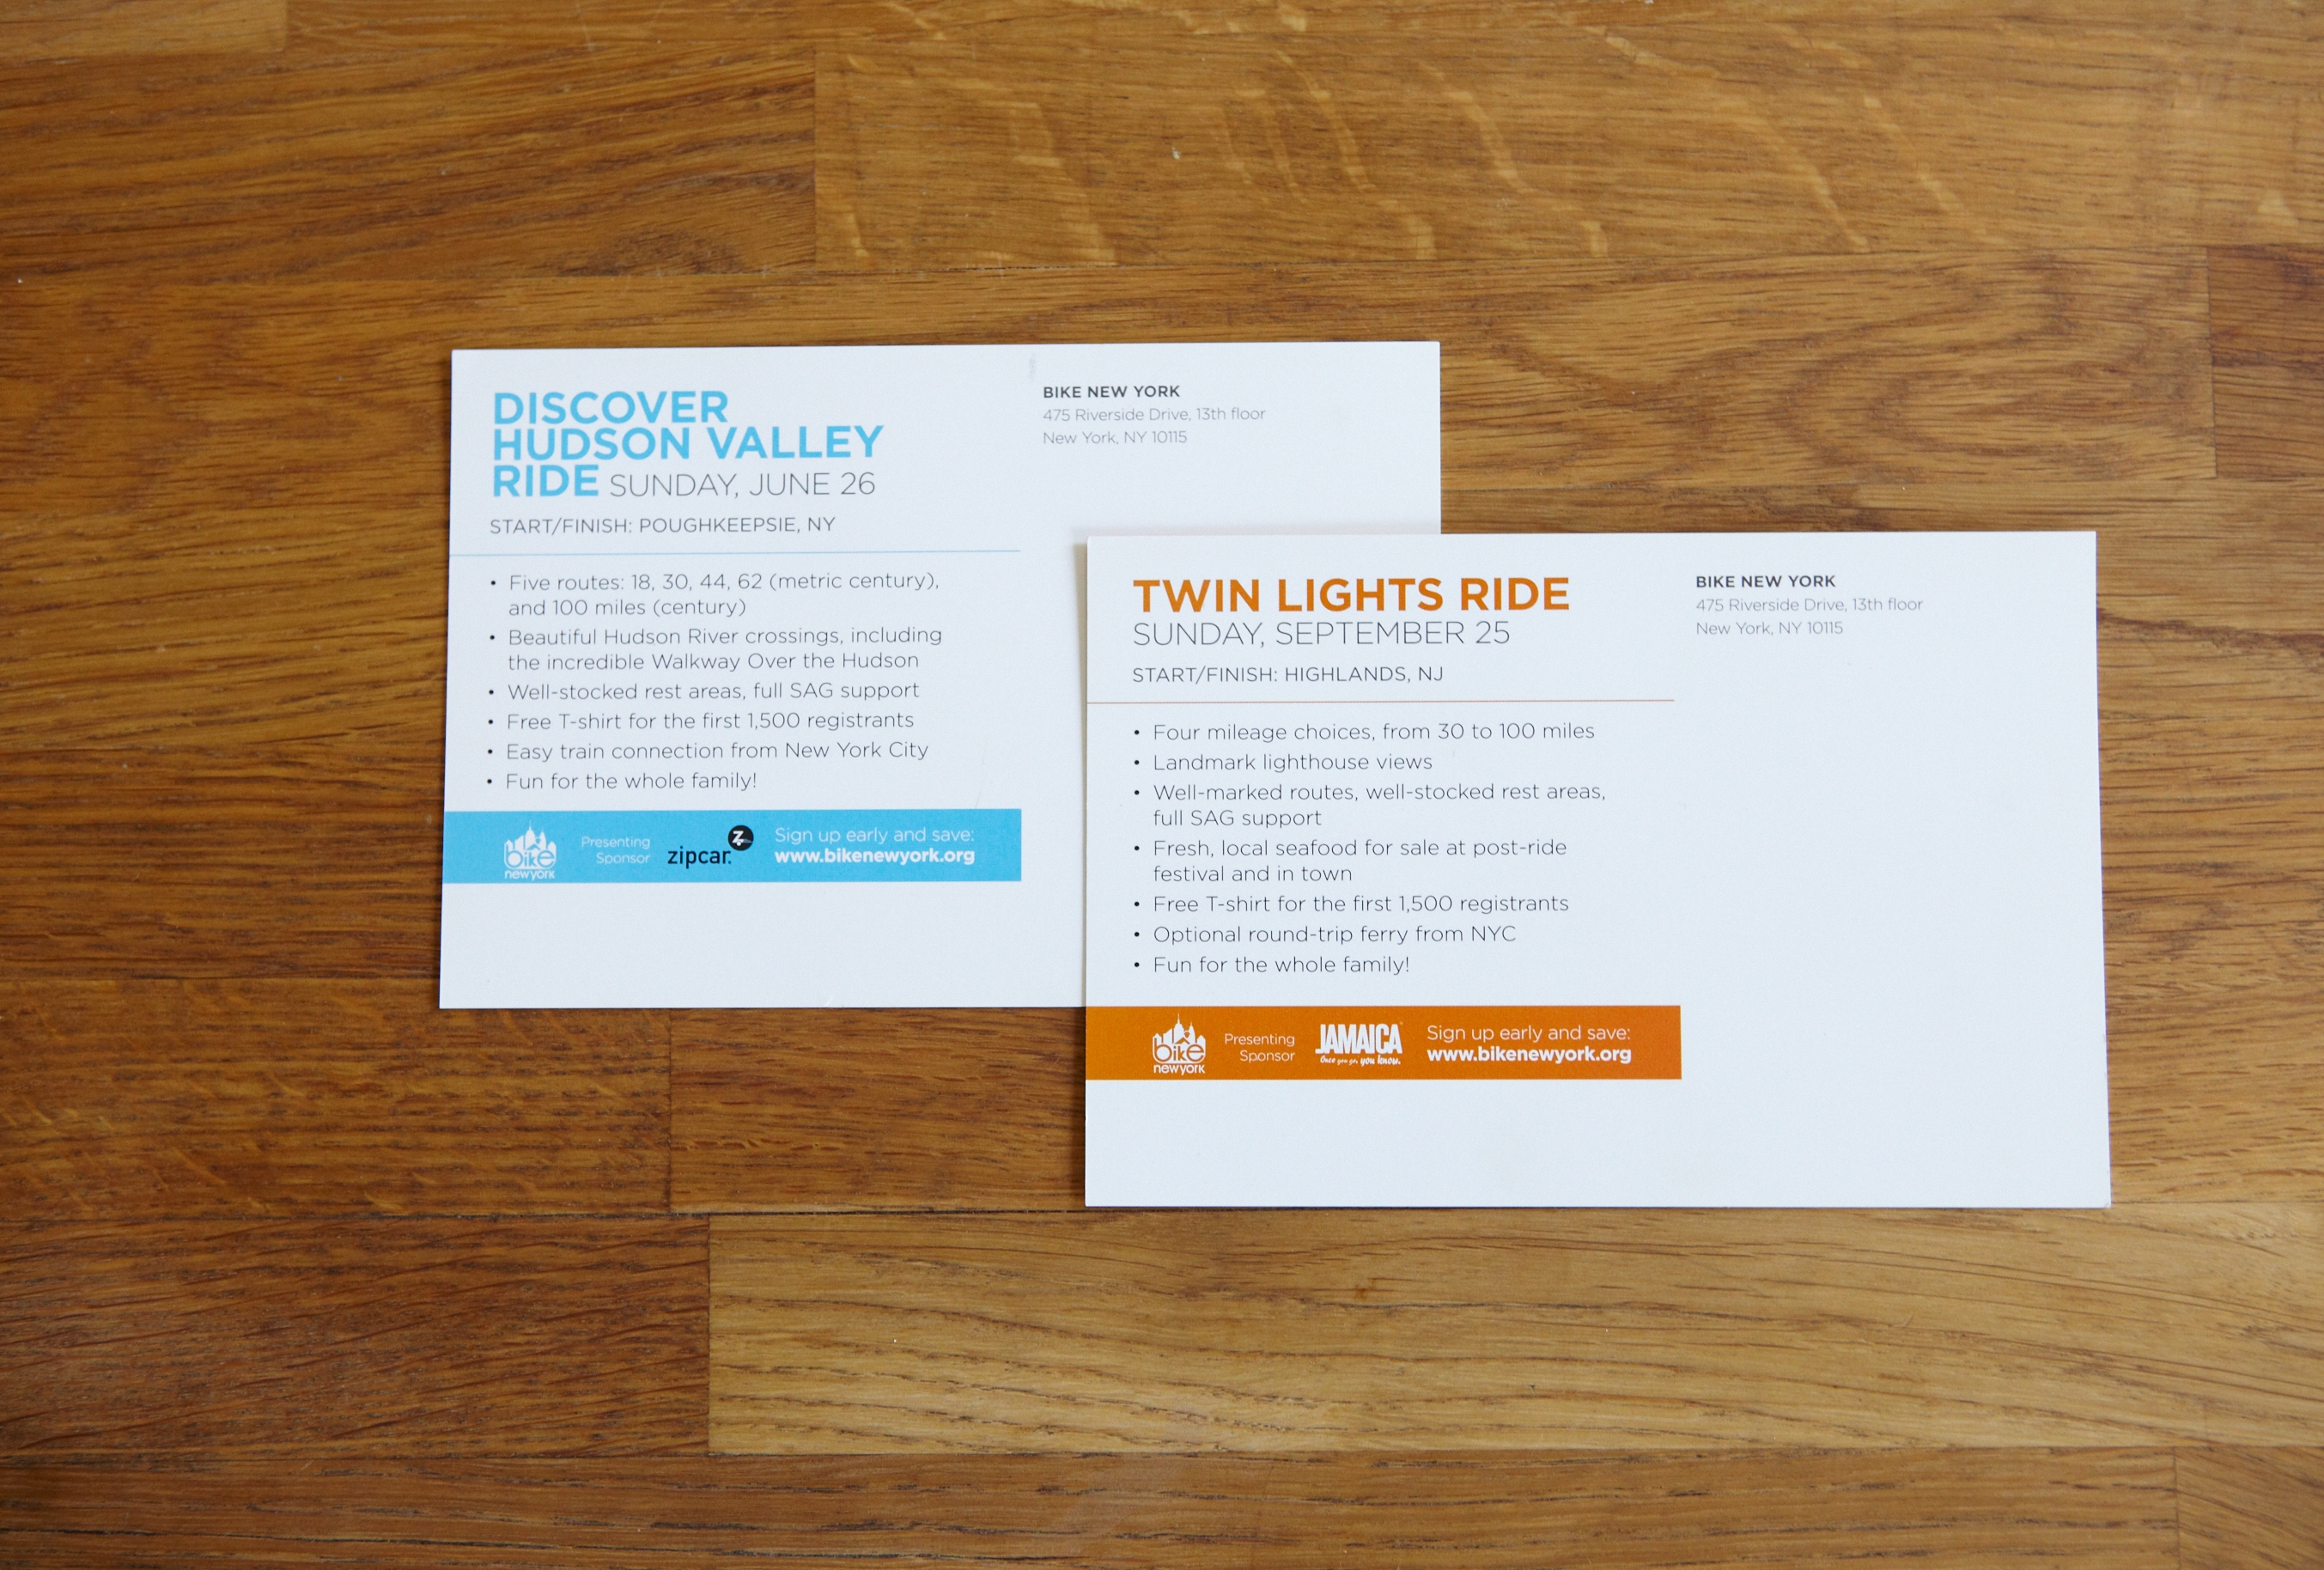 DISCOVER
HUDSON VALLEY
RIDE SUNDAY, JUNE 26
START/FINISH: POUGHKEEPSIE, NY
• Five routes: 18, 30, 44, 62 (metric century),
and 100 miles (century)
• Beautiful Hudson River crossings, including
the incredible Walkway Over the Hudson
• Well-stocked rest areas, full SAG support
• Free T-shirt for the first 1,500 registrants
• Easy train connection from New York City
• Fun for the whole family!
bike
newyork
Presenting
Sponsor
Z
zipcar.
Sign up early and save:
www.bikenewyork.org
BIKE NEW YORK
475 Riverside Drive, 13th floor
New York, NY 10115
TWIN LIGHTS RIDE
SUNDAY, SEPTEMBER 25
START/FINISH: HIGHLANDS, NJ
• Four mileage choices, from 30 to 100 miles
• Landmark lighthouse views
• Well-marked routes, well-stocked rest areas,
full SAG support
• Fresh, local seafood for sale at post-ride
festival and in town
• Free T-shirt for the first 1,500 registrants
• Optional round-trip ferry from NYC
• Fun for the whole family!
bike
newyork
Presenting
Sponsor
JAMAICA
Once you go, you know.
Sign up early and save:
www.bikenewyork.org
BIKE NEW YORK
475 Riverside Drive, 13th floor
New York, NY 10115